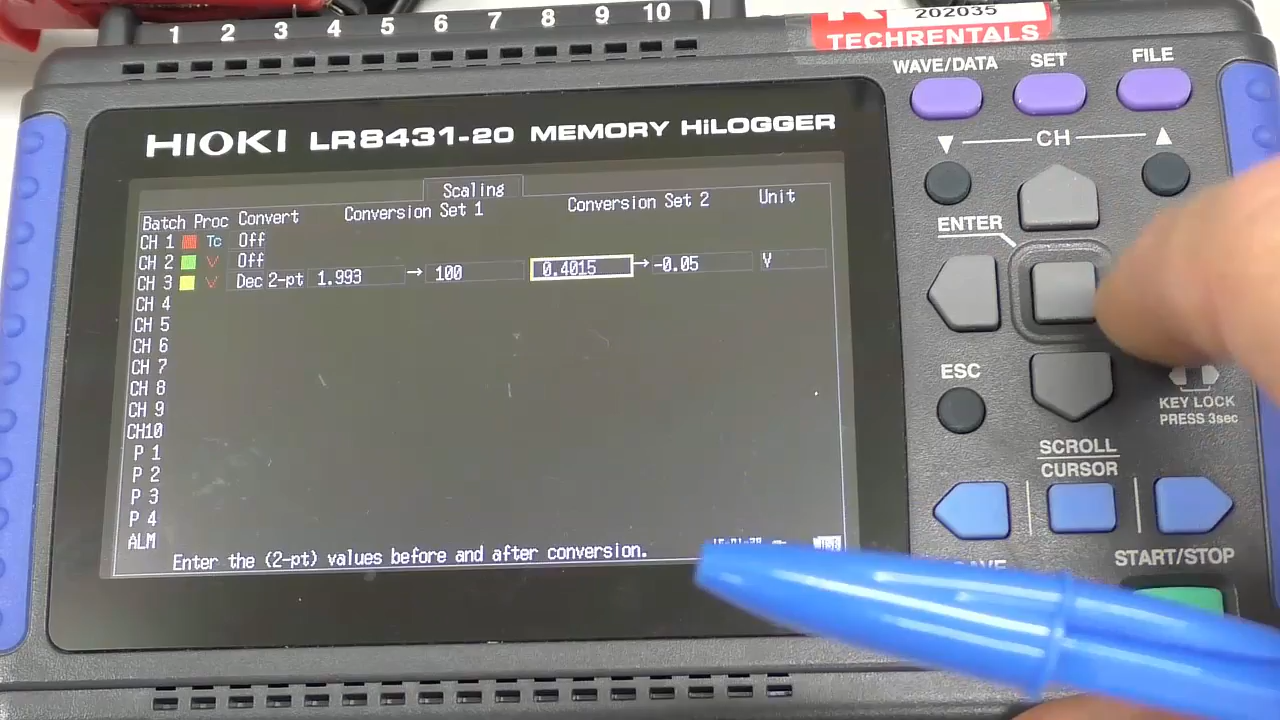 1 2 3 4 5 6 7 8 9 10
202035
TECHRENTALS
HIOKI LR8431-20 MEMORY HiLOGGER
WAVE/DATA SET FILE
▼ CH ▲
ENTER
ESC
KEY LOCK
PRESS 3sec
SCROLL
CURSOR
START/STOP
Scaling
Batch Proc Convert Conversion Set 1 Conversion Set 2 Unit
CH 1 Tc Off
CH 2 V Off
CH 3 V Dec 2-pt 1.993 → 100 0.4015 → -0.05 V
CH 4
CH 5
CH 6
CH 7
CH 8
CH 9
CH10
P 1
P 2
P 3
P 4
ALM
Enter the (2-pt) values before and after conversion.